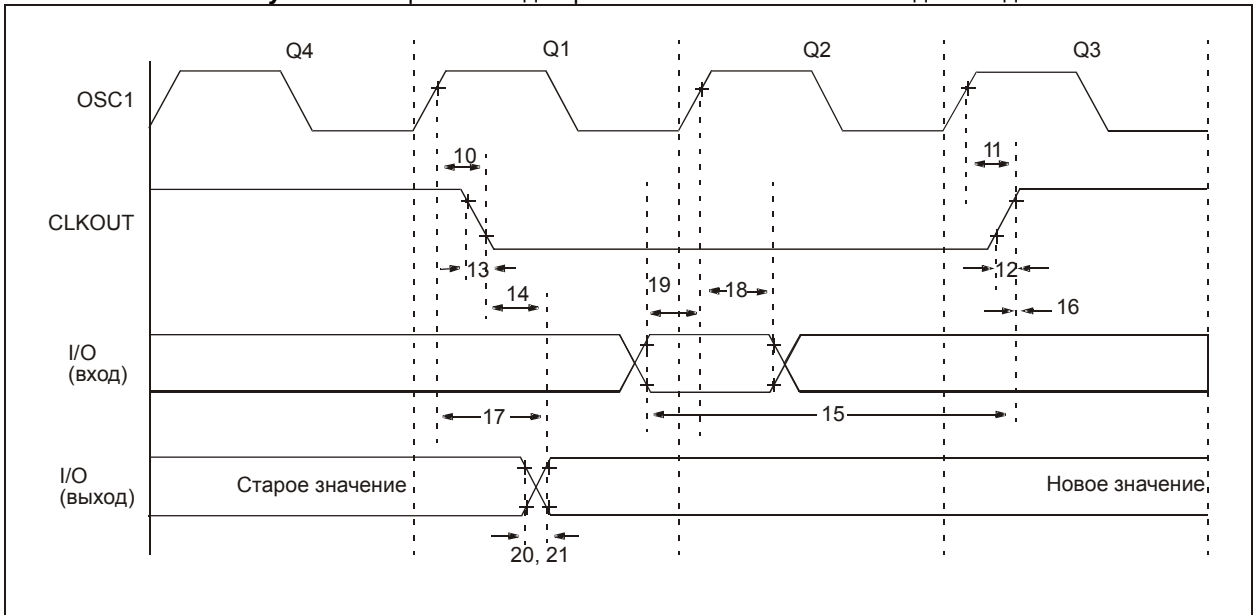 Q4 Q1 Q2 Q3
OSC1
10 11
CLKOUT
13 12
14 19 18 16
I/O
(вход)
17 15
I/O
(выход)
Старое значение Новое значение
20, 21